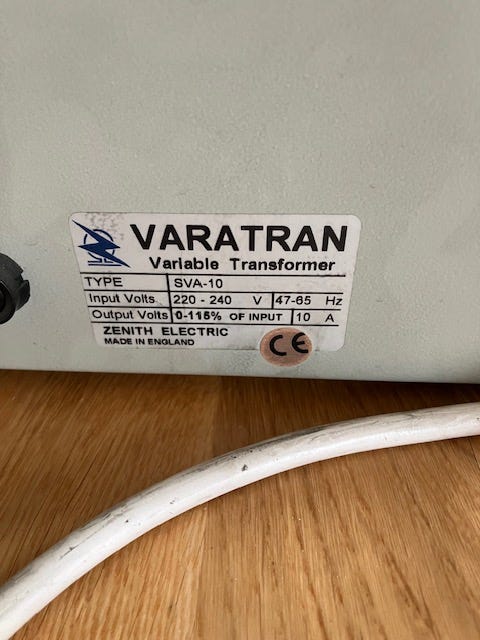 VARATRAN
Variable Transformer
TYPE SVA-10
Input Volts 220 - 240 V 47-65 Hz
Output Volts 0-115% OF INPUT 10 A
ZENITH ELECTRIC
MADE IN ENGLAND
CE